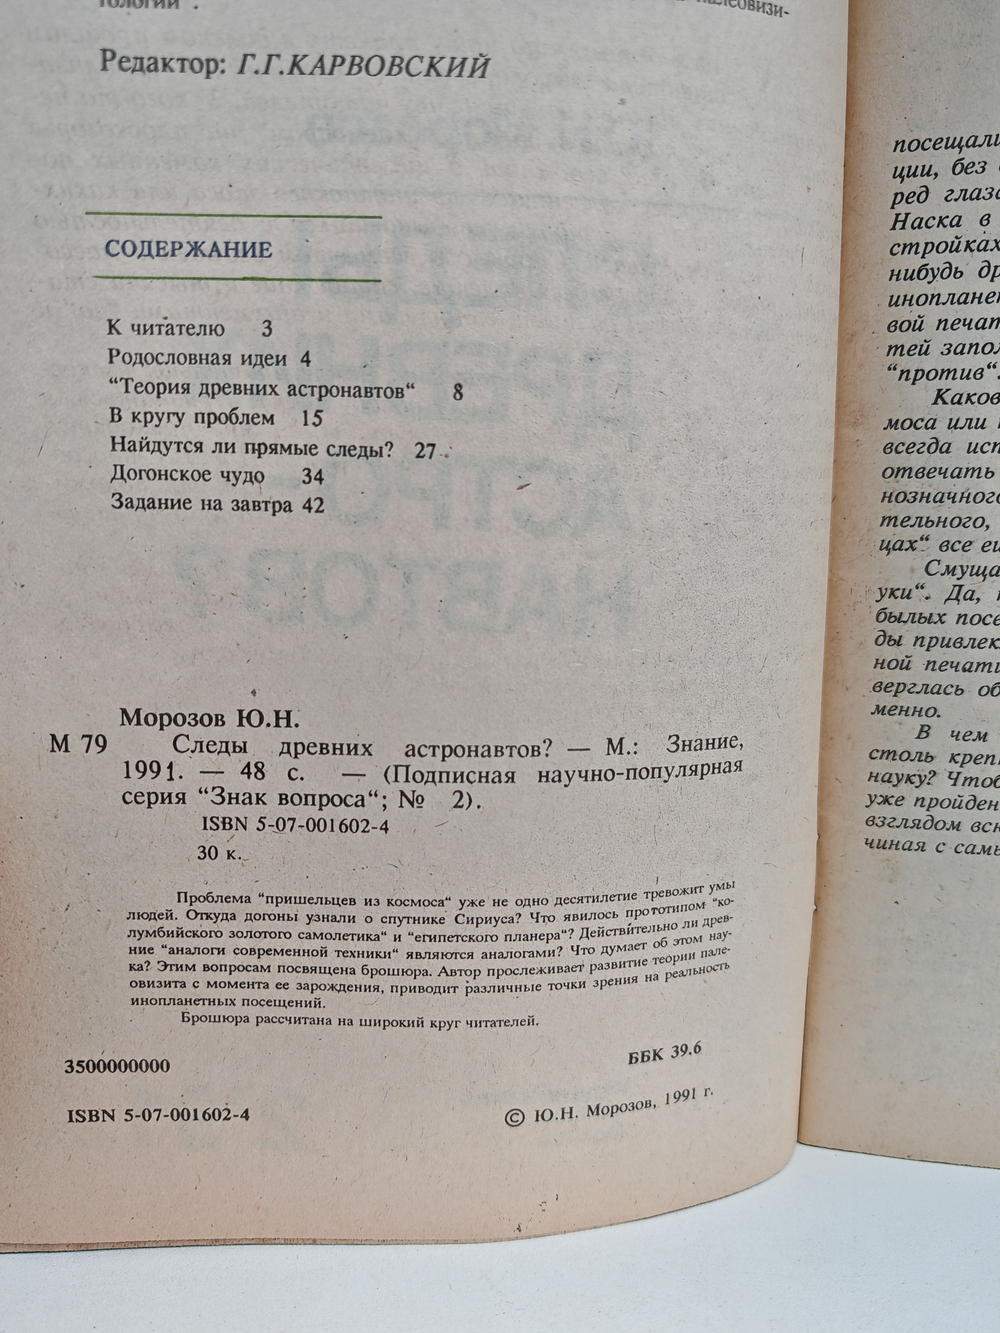 Редактор: Г.Г.КАРВОВСКИЙ
СОДЕРЖАНИЕ
К читателю 3
Родословная идеи 4
“Теория древних астронавтов“ 8
В кругу проблем 15
Найдутся ли прямые следы? 27
Догонское чудо 34
Задание на завтра 42
Морозов Ю.Н.
М 79 Следы древних астронавтов? — М.: Знание,
1991. — 48 с. — (Подписная научно-популярная
серия “Знак вопроса“; № 2).
ISBN 5-07-001602-4
30 к.
Проблема “пришельцев из космоса“ уже не одно десятилетие тревожит умы
людей. Откуда догоны узнали о спутнике Сириуса? Что явилось прототипом “ко-
лумбийского золотого самолетика“ и “египетского планера“? Действительно ли древ-
ние “аналоги современной техники“ являются аналогами? Что думает об этом нау-
ка? Этим вопросам посвящена брошюра. Автор прослеживает развитие теории пале-
овизита с момента ее зарождения, приводит различные точки зрения на реальность
инопланетных посещений.
Брошюра рассчитана на широкий круг читателей.
3500000000
ББК 39.6
ISBN 5-07-001602-4
© Ю.Н. Морозов, 1991 г.
посещали
ции, без
ред глаза
Наска в
стройках
нибудь др
инопланет
вой печат
тей запол
“против“.
Каков
моса или
всегда исп
отвечать
нозначного
тельного,
цах“ все ещ
Смуща
уки“. Да,
былых посе
ды привлек
ной печати
верглась об
менно.
В чем
столь креп
науку? Чтоб
уже пройден
взглядом вск
чиная с самы